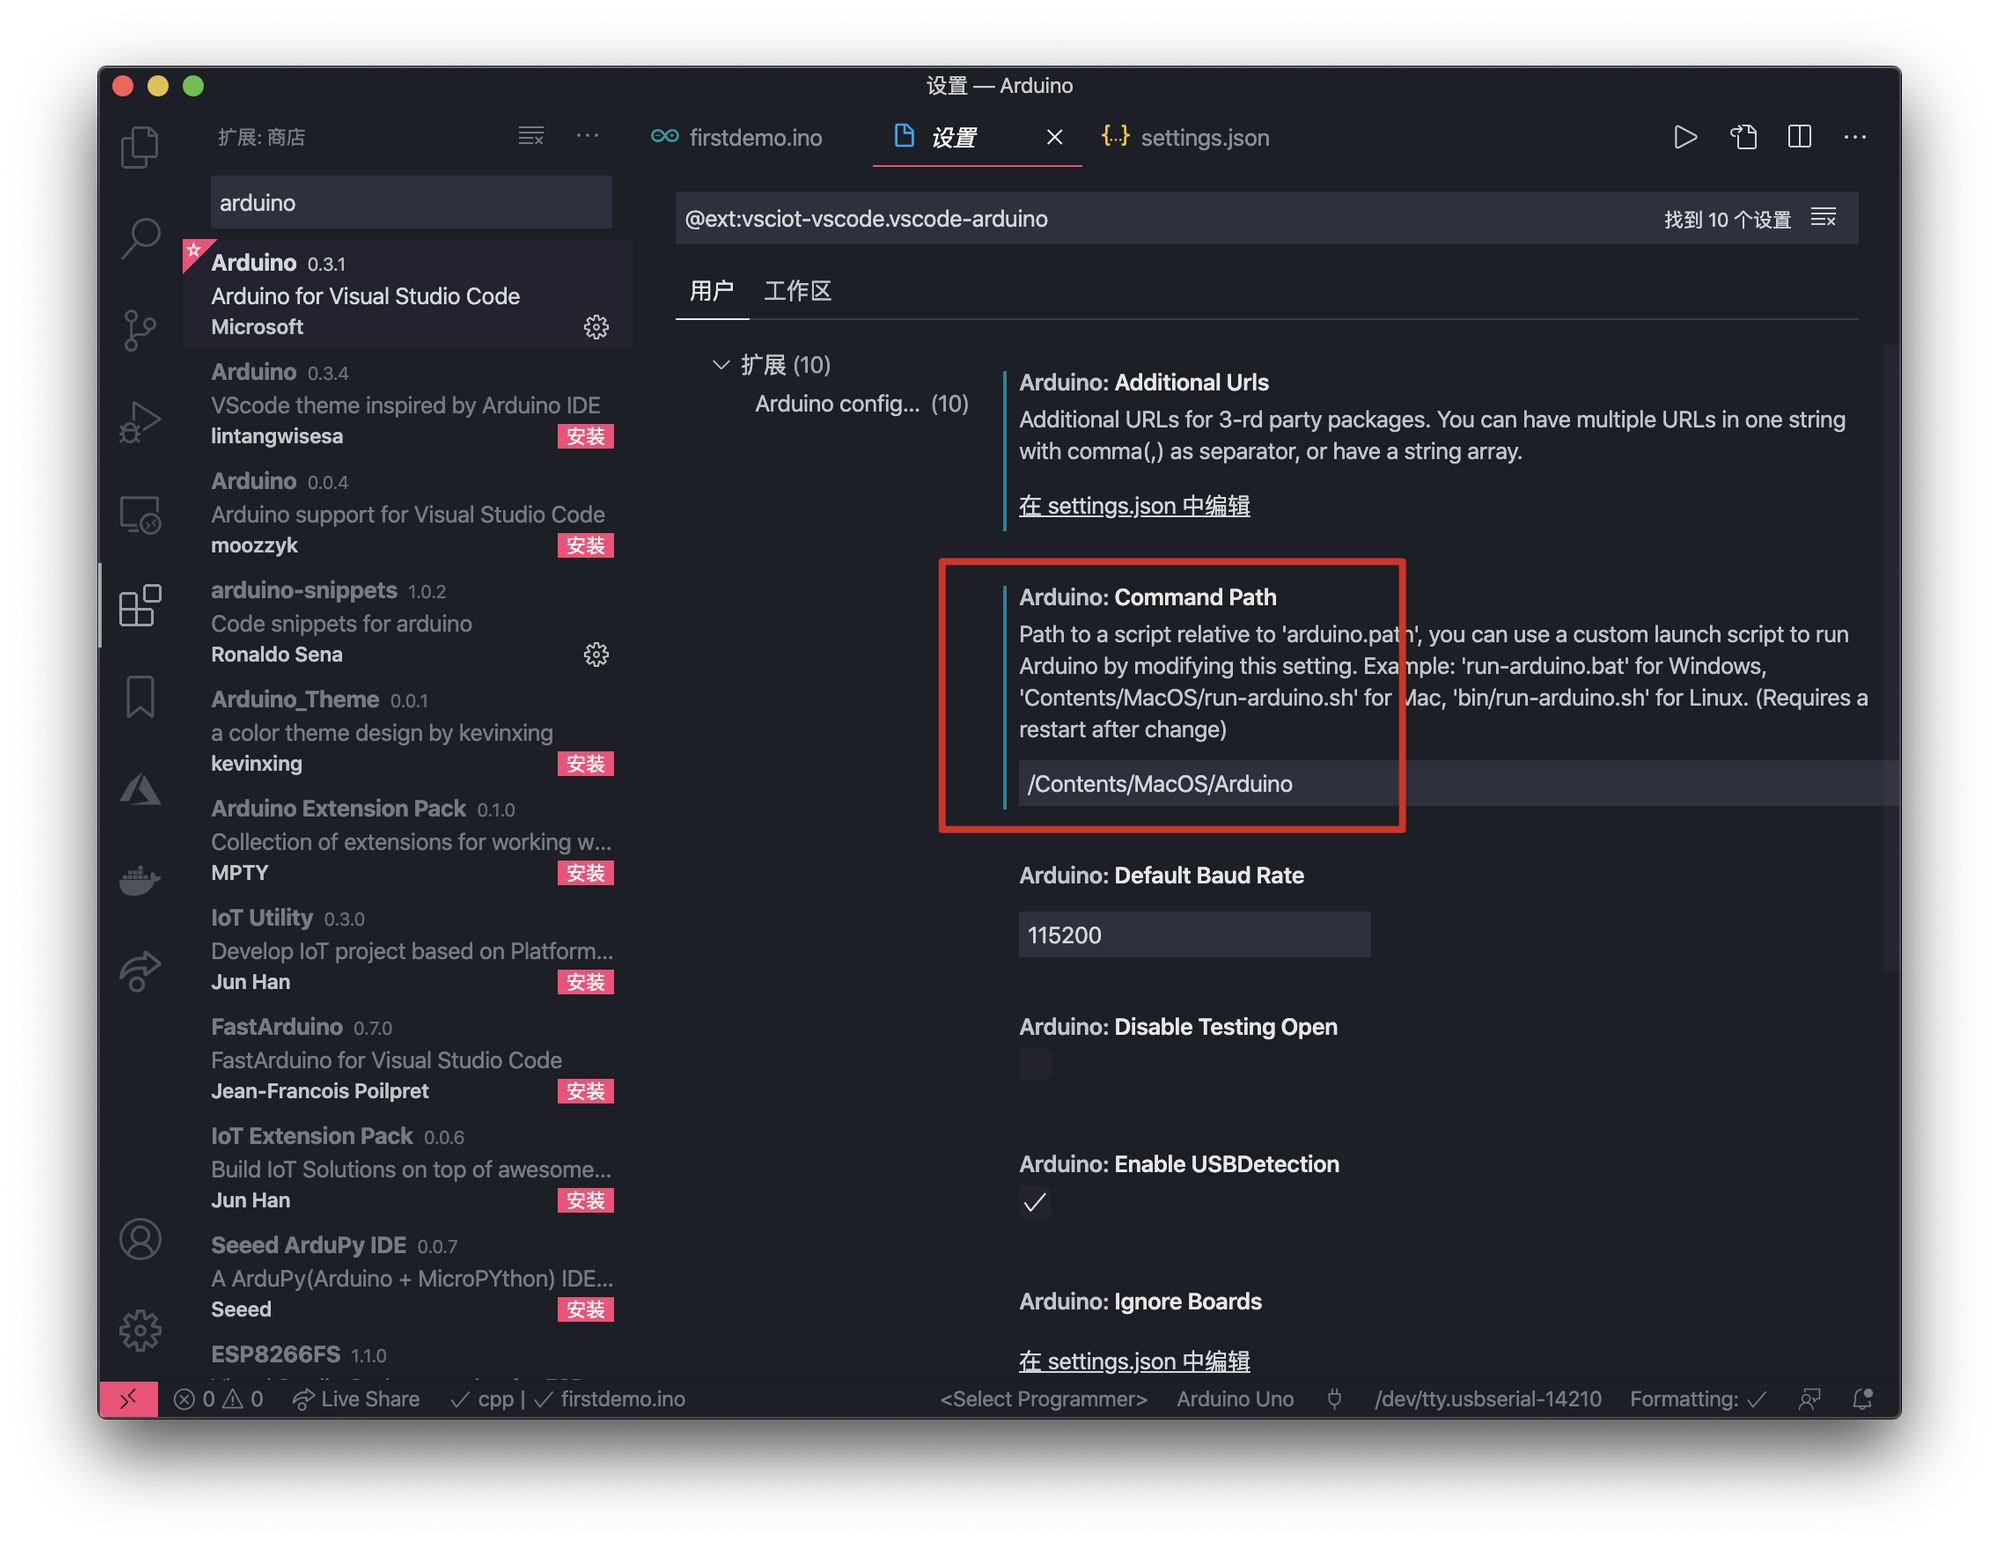 设置 — Arduino
扩展: 商店
arduino
Arduino 0.3.1
Arduino for Visual Studio Code
Microsoft
Arduino 0.3.4
VScode theme inspired by Arduino IDE
lintangwisesa
安装
Arduino 0.0.4
Arduino support for Visual Studio Code
moozzyk
安装
arduino-snippets 1.0.2
Code snippets for arduino
Ronaldo Sena
Arduino_Theme 0.0.1
a color theme design by kevinxing
kevinxing
安装
Arduino Extension Pack 0.1.0
Collection of extensions for working w...
MPTY
安装
IoT Utility 0.3.0
Develop IoT project based on Platform...
Jun Han
安装
FastArduino 0.7.0
FastArduino for Visual Studio Code
Jean-Francois Poilpret
安装
IoT Extension Pack 0.0.6
Build IoT Solutions on top of awesome...
Jun Han
安装
Seeed ArduPy IDE 0.0.7
A ArduPy(Arduino + MicroPYthon) IDE...
Seeed
安装
ESP8266FS 1.1.0
firstdemo.ino
设置
{..} settings.json
@ext:vsciot-vscode.vscode-arduino
找到 10 个设置
用户
工作区
扩展 (10)
Arduino config... (10)
Arduino: Additional Urls
Additional URLs for 3-rd party packages. You can have multiple URLs in one string
with comma(,) as separator, or have a string array.
在 settings.json 中编辑
Arduino: Command Path
Path to a script relative to 'arduino.path', you can use a custom launch script to run
Arduino by modifying this setting. Example: 'run-arduino.bat' for Windows,
'Contents/MacOS/run-arduino.sh' for Mac, 'bin/run-arduino.sh' for Linux. (Requires a
restart after change)
/Contents/MacOS/Arduino
Arduino: Default Baud Rate
115200
Arduino: Disable Testing Open
Arduino: Enable USBDetection
Arduino: Ignore Boards
在 settings.json 中编辑
0 0 Live Share cpp | firstdemo.ino <Select Programmer> Arduino Uno /dev/tty.usbserial-14210 Formatting: